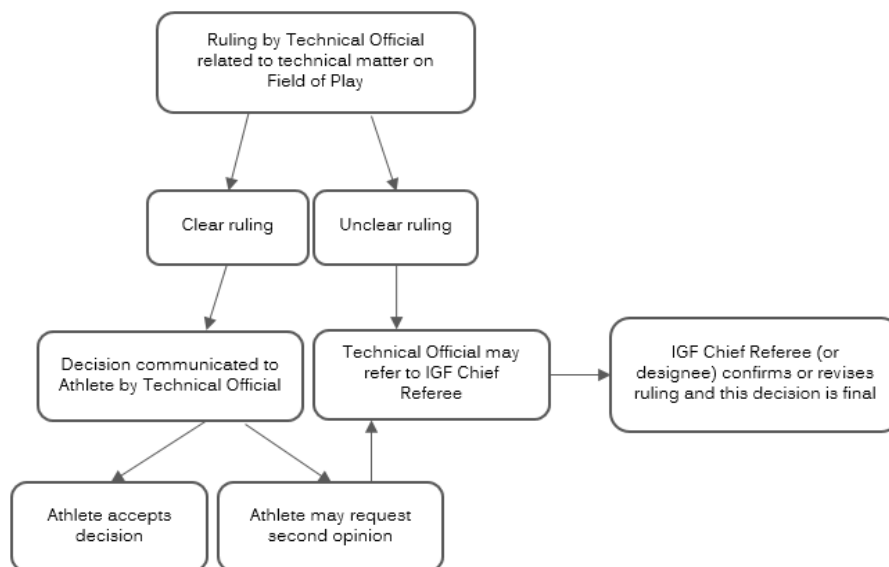 Ruling by Technical Official
related to technical matter on
Field of Play
Clear ruling
Unclear ruling
Decision communicated to
Athlete by Technical Official
Technical Official may
refer to IGF Chief
Referee
IGF Chief Referee (or
designee) confirms or revises
ruling and this decision is final
Athlete accepts
decision
Athlete may request
second opinion